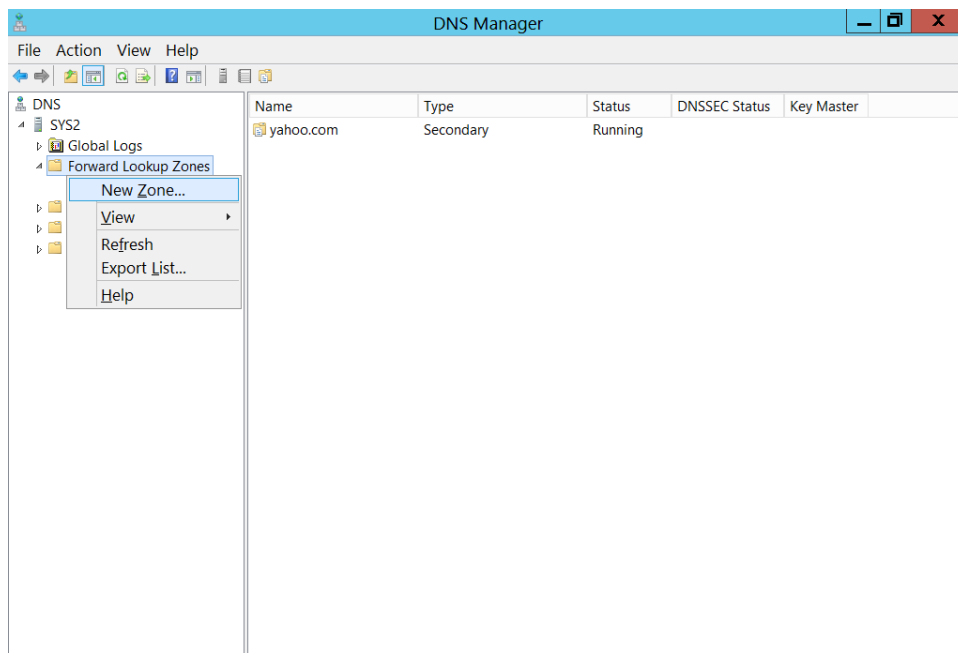 DNS Manager
File Action View Help
DNS
SYS2
Global Logs
Forward Lookup Zones
New Zone...
View
Refresh
Export List...
Help
Name Type Status DNSSEC Status Key Master
yahoo.com Secondary Running